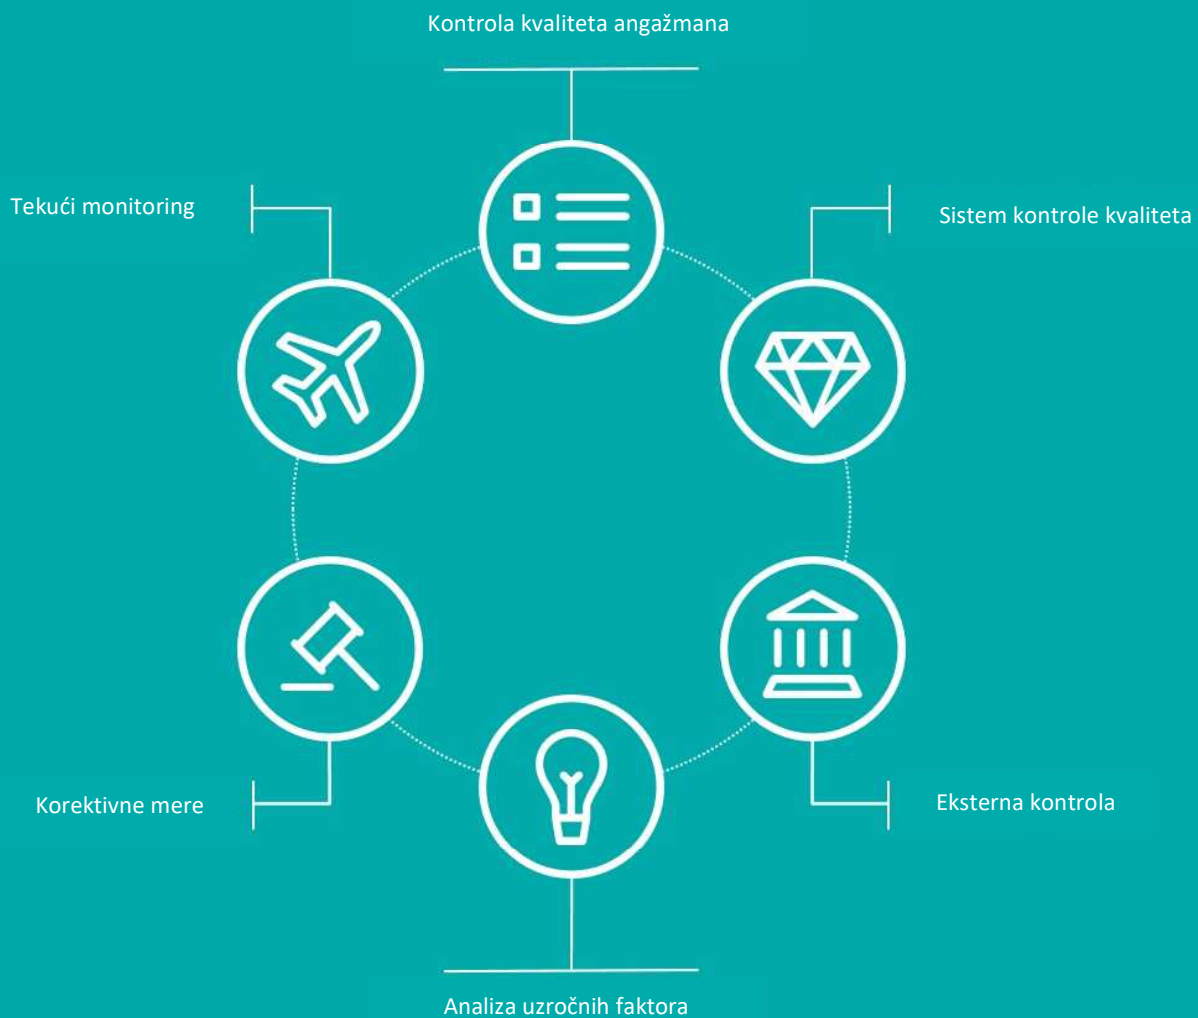 Kontrola kvaliteta angažmana
Tekući monitoring
Sistem kontrole kvaliteta
Korektivne mere
Eksterna kontrola
Analiza uzročnih faktora